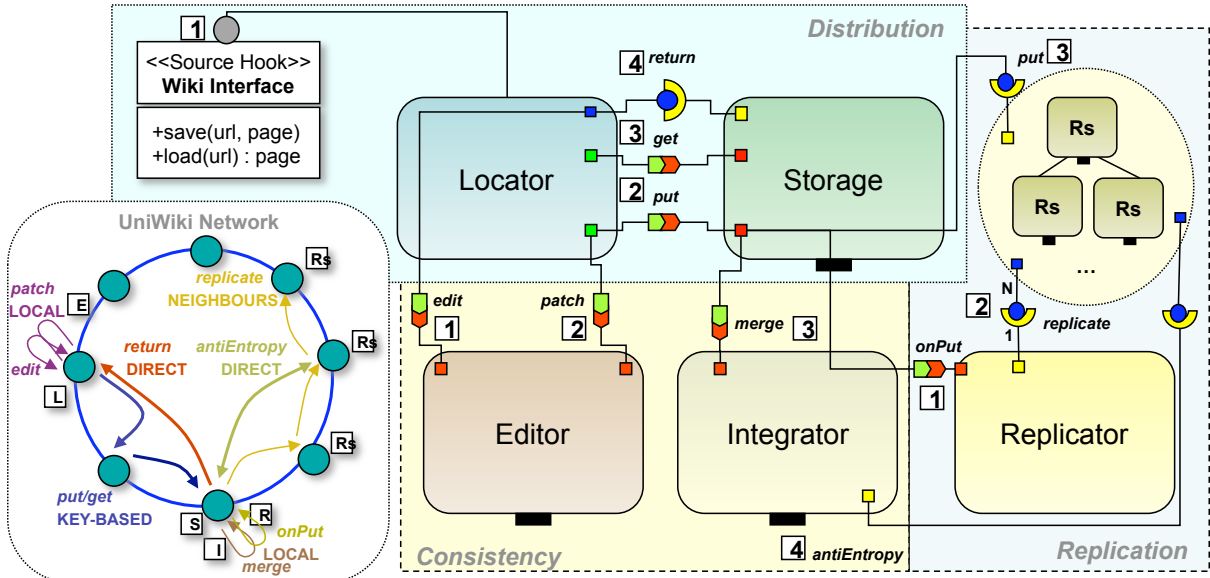 1
<<Source Hook>>
Wiki Interface
+save(url, page)
+load(url) : page
Distribution
4 return
3
get
2
put
Locator
Storage
put 3
Rs
Rs
Rs
...
N
2
replicate
1
UniWiki Network
Rs
replicate
NEIGHBOURS
patch
LOCAL
E
edit
L
return
DIRECT
antiEntropy
DIRECT
Rs
Rs
put/get
KEY-BASED
S
R
I
onPut
LOCAL
merge
edit
1
patch
2
merge
3
onPut
1
Editor
Integrator
Replicator
Consistency
4
antiEntropy
Replication